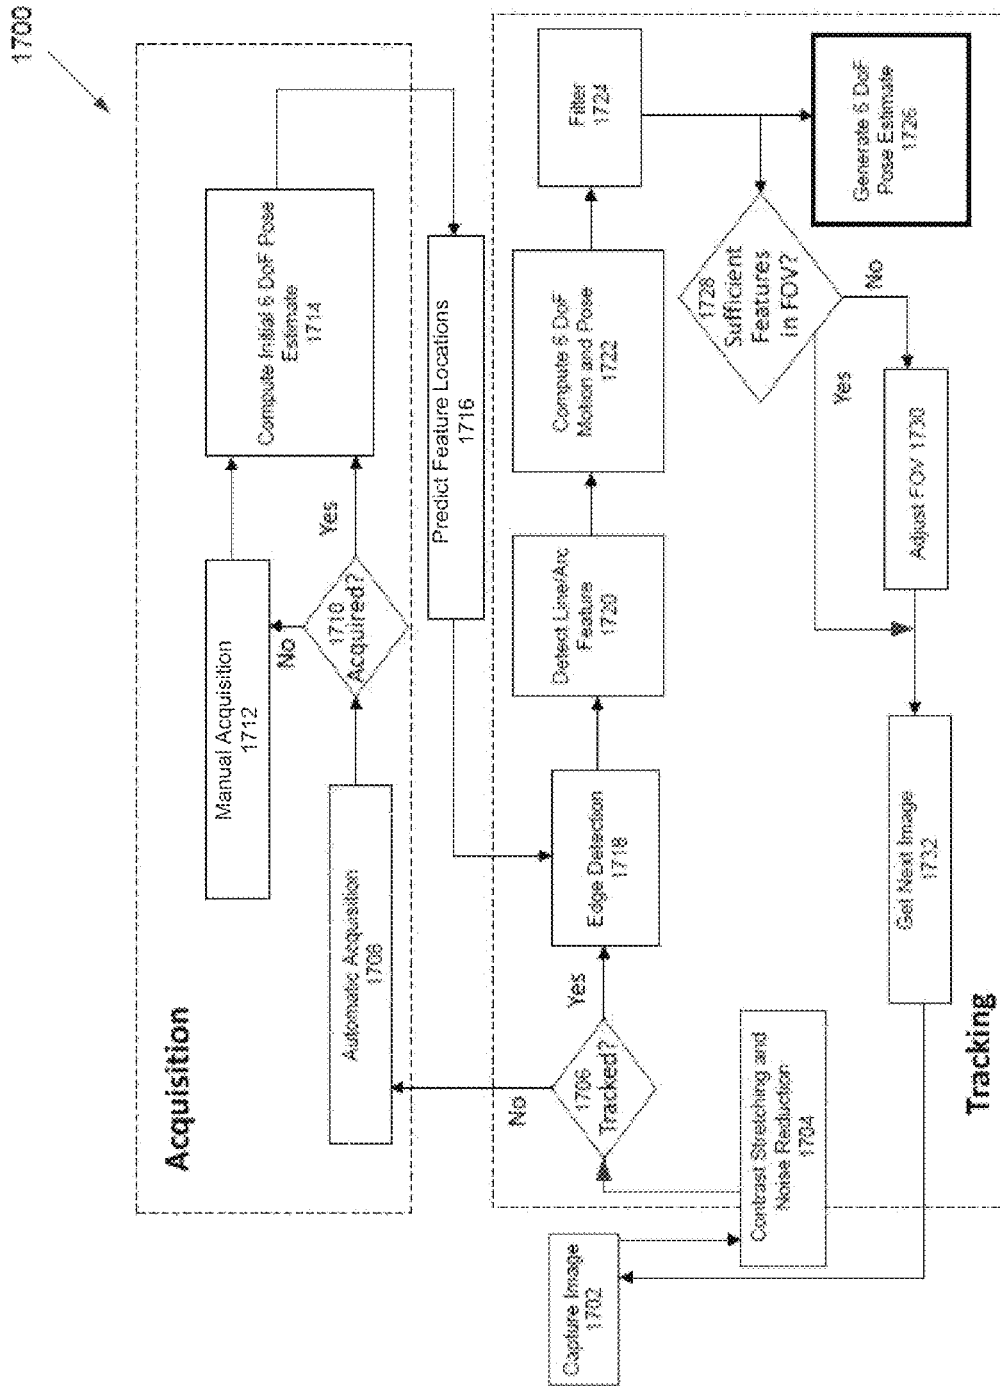 1700
Acquisition
Manual Acquisition
1712
Automatic Acquisition
1708
1710
Acquired?
No
Yes
Compute Initial 6 DoF Pose
Estimate
1714
Predict Feature Locations
1716
Capture Image
1702
Contrast Stretching and
Noise Reduction
1704
1706
Tracked?
No
Yes
Edge Detection
1718
Detect Line/Arc
Feature
1720
Compute 6 DoF
Motion and Pose
1722
Filter
1724
Generate 6 DoF
Pose Estimate
1726
1728
Sufficient
Features
in FOV?
Yes
No
Adjust FOV 1730
Get Next Image
1732
Tracking